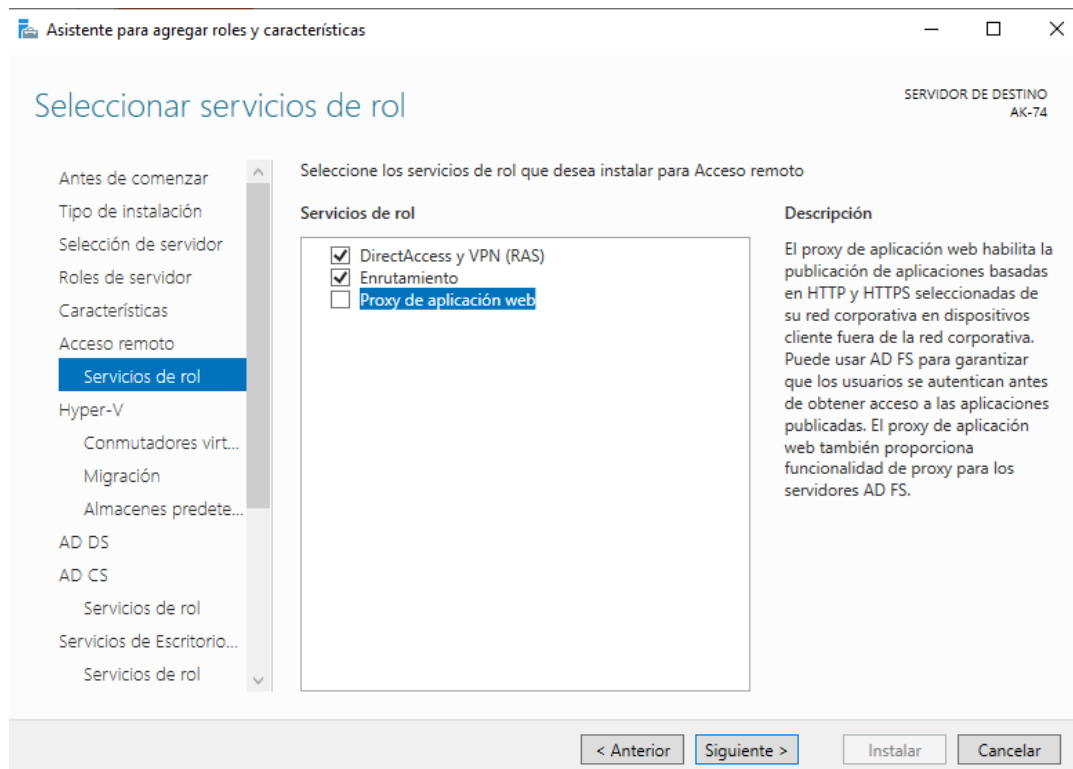 Asistente para agregar roles y características
Seleccionar servicios de rol
SERVIDOR DE DESTINO
AK-74
Antes de comenzar
Tipo de instalación
Selección de servidor
Roles de servidor
Características
Acceso remoto
Servicios de rol
Hyper-V
Conmutadores virt...
Migración
Almacenes predete...
AD DS
AD CS
Servicios de rol
Servicios de Escritorio...
Servicios de rol
Seleccione los servicios de rol que desea instalar para Acceso remoto
Servicios de rol
DirectAccess y VPN (RAS)
Enrutamiento
Proxy de aplicación web
Descripción
El proxy de aplicación web habilita la
publicación de aplicaciones basadas
en HTTP y HTTPS seleccionadas de
su red corporativa en dispositivos
cliente fuera de la red corporativa.
Puede usar AD FS para garantizar
que los usuarios se autentican antes
de obtener acceso a las aplicaciones
publicadas. El proxy de aplicación
web también proporciona
funcionalidad de proxy para los
servidores AD FS.
< Anterior
Siguiente >
Instalar
Cancelar